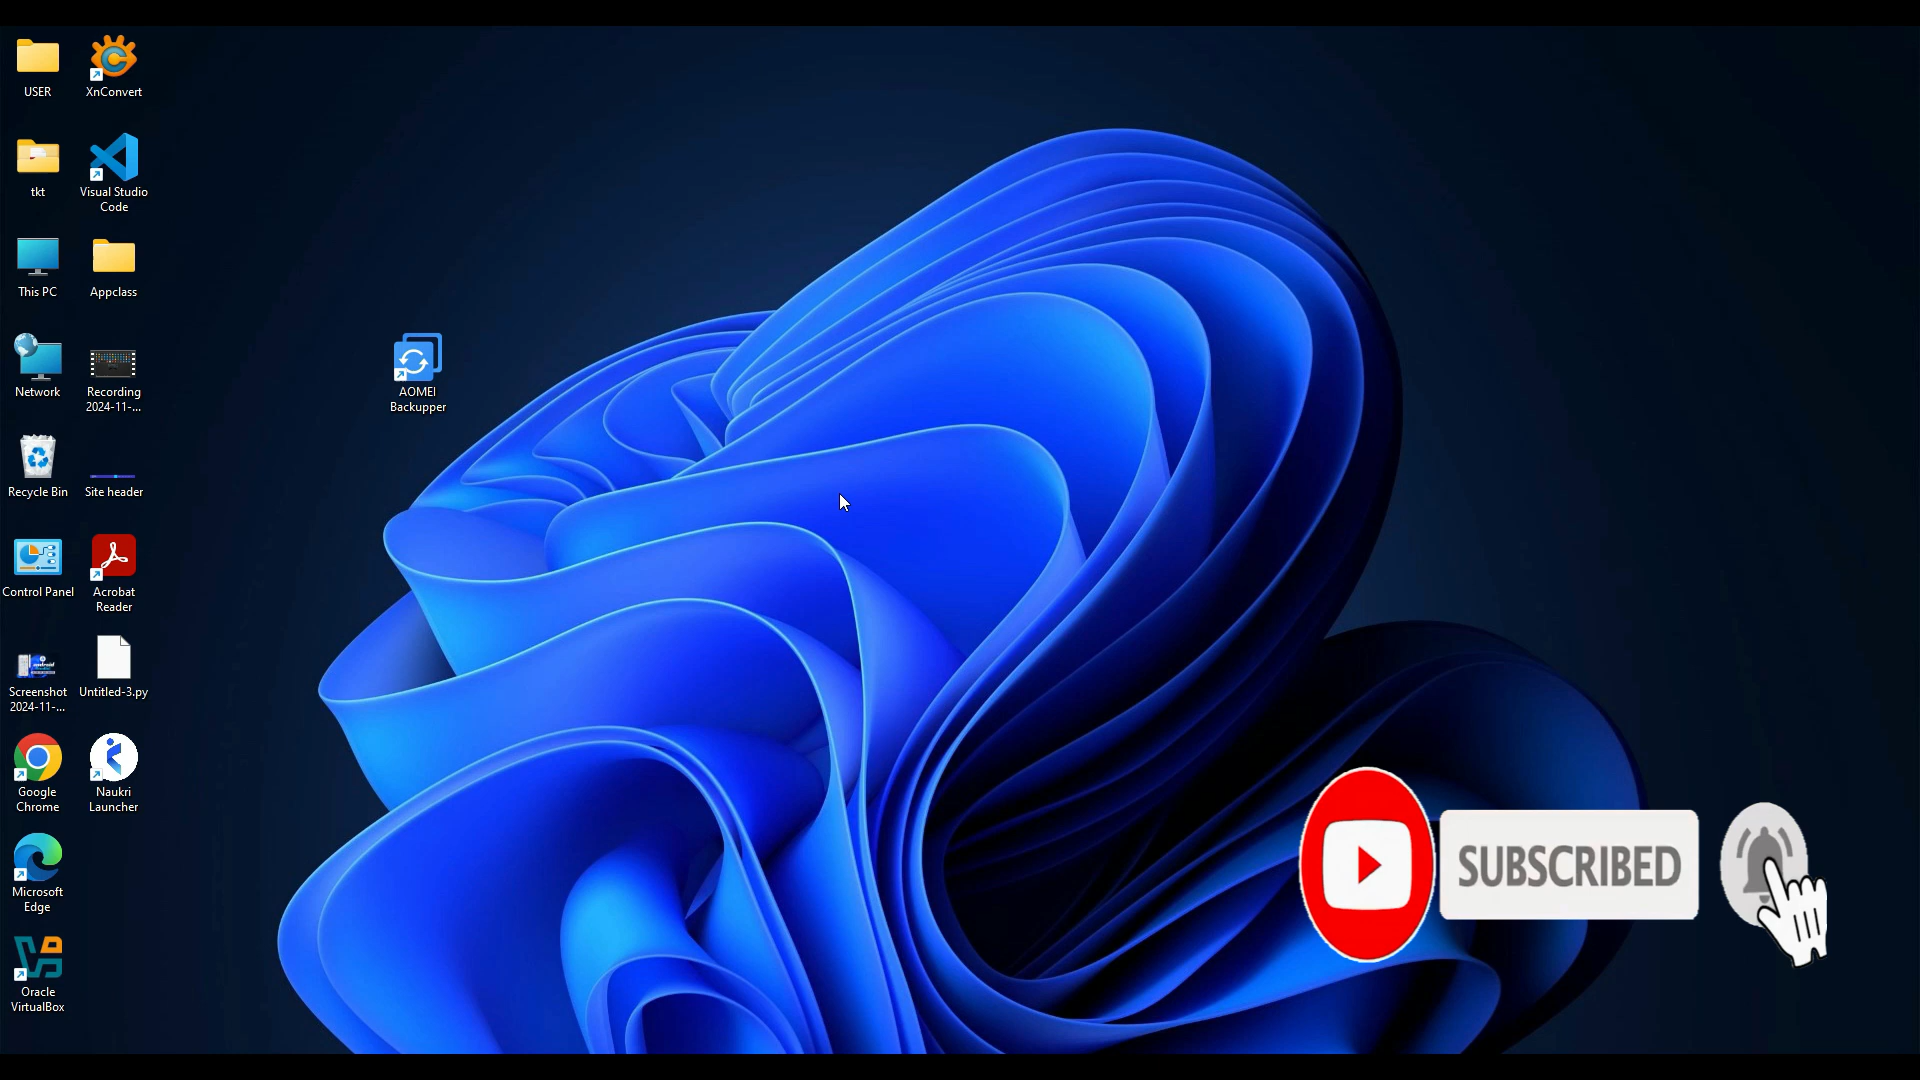 USER
XnConvert
tkt
Visual Studio
Code
This PC
Appclass
Network
Recording
2024-11-...
AOMEI
Backupper
Recycle Bin
Site header
Control Panel
Acrobat
Reader
Screenshot
2024-11-...
Untitled-3.py
Google
Chrome
Naukri
Launcher
Microsoft
Edge
Oracle
VirtualBox
SUBSCRIBED